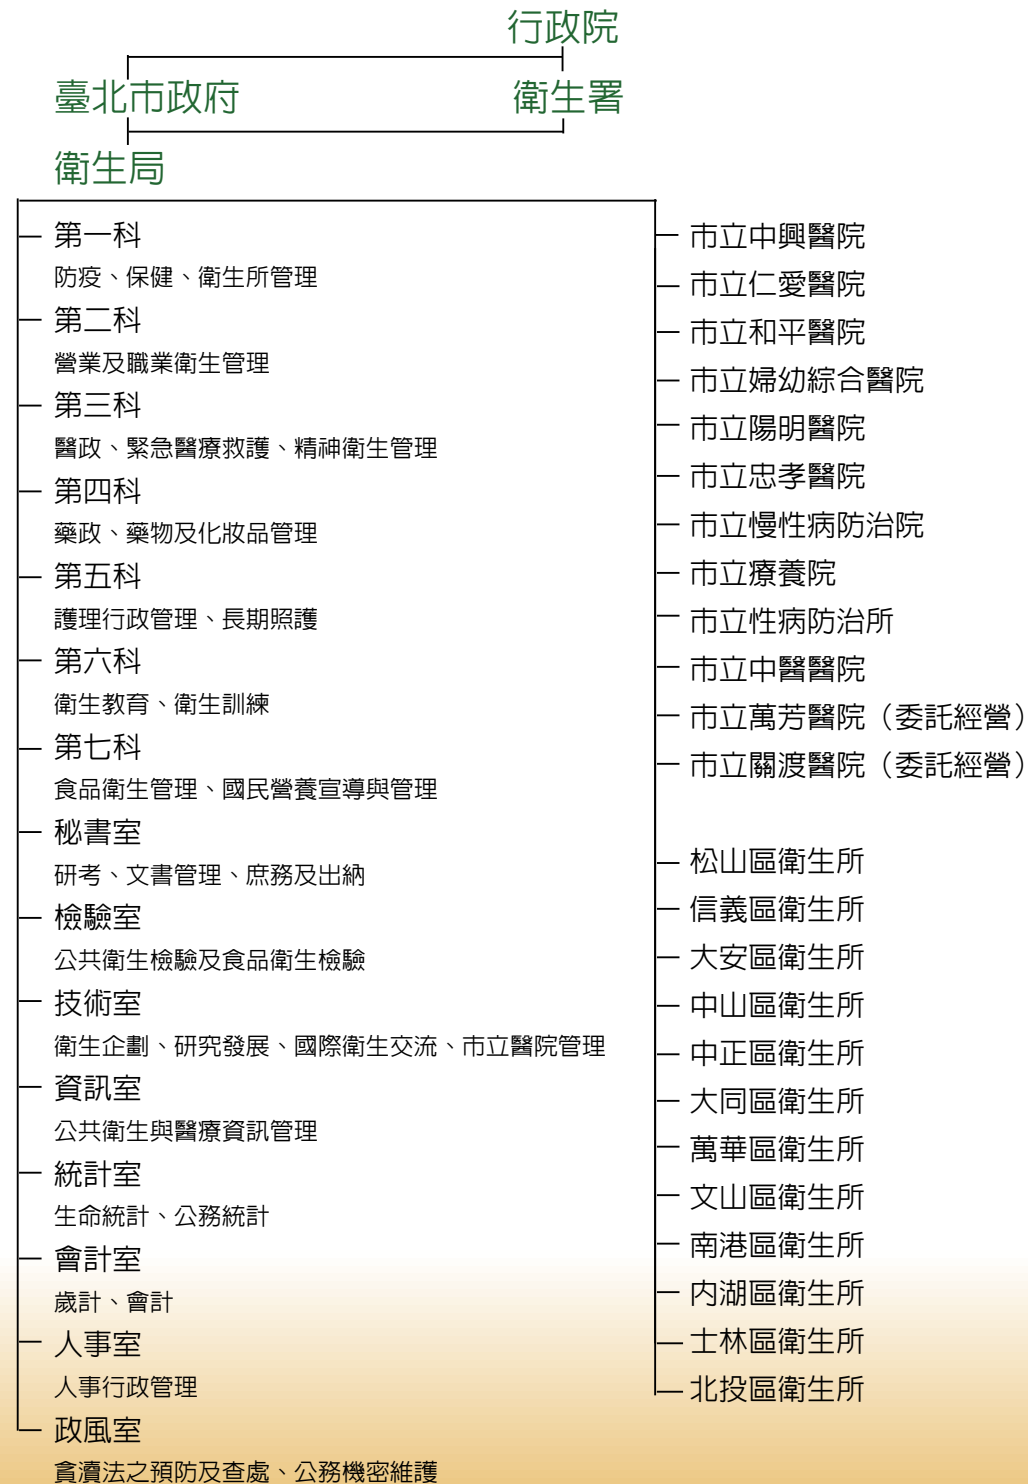 行政院
臺北市政府
衛生署
衛生局
第一科
防疫、保健、衛生所管理
第二科
營業及職業衛生管理
第三科
醫政、緊急醫療救護、精神衛生管理
第四科
藥政、藥物及化妝品管理
第五科
護理行政管理、長期照護
第六科
衛生教育、衛生訓練
第七科
食品衛生管理、國民營養宣導與管理
秘書室
研考、文書管理、庶務及出納
檢驗室
公共衛生檢驗及食品衛生檢驗
技術室
衛生企劃、研究發展、國際衛生交流、市立醫院管理
資訊室
公共衛生與醫療資訊管理
統計室
生命統計、公務統計
會計室
歲計、會計
人事室
人事行政管理
政風室
貪瀆法之預防及查處、公務機密維護
市立中興醫院
市立仁愛醫院
市立和平醫院
市立婦幼綜合醫院
市立陽明醫院
市立忠孝醫院
市立慢性病防治院
市立療養院
市立性病防治所
市立中醫醫院
市立萬芳醫院（委託經營）
市立關渡醫院（委託經營）
松山區衛生所
信義區衛生所
大安區衛生所
中山區衛生所
中正區衛生所
大同區衛生所
萬華區衛生所
文山區衛生所
南港區衛生所
內湖區衛生所
士林區衛生所
北投區衛生所